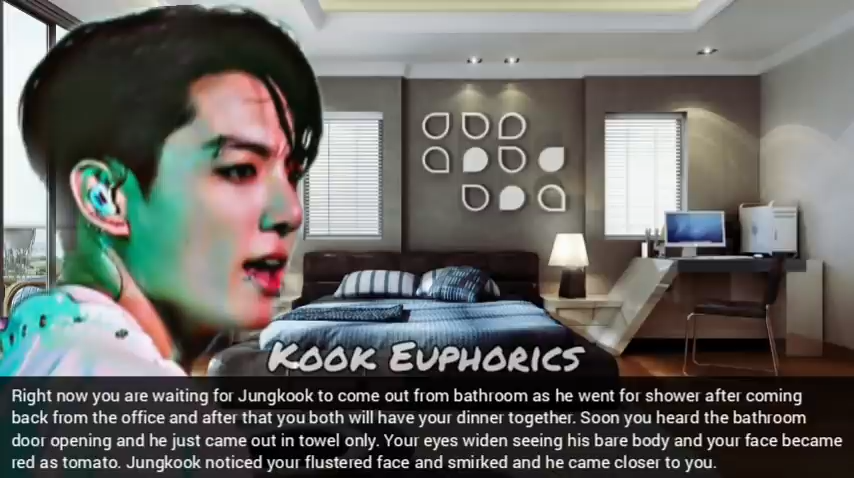 KOOK EUPHORICS
Right now you are waiting for Jungkook to come out from bathroom as he went for shower after coming
back from the office and after that you both will have your dinner together. Soon you heard the bathroom
door opening and he just came out in towel only. Your eyes widen seeing his bare body and your face became
red as tomato. Jungkook noticed your flustered face and smirked and he came closer to you.